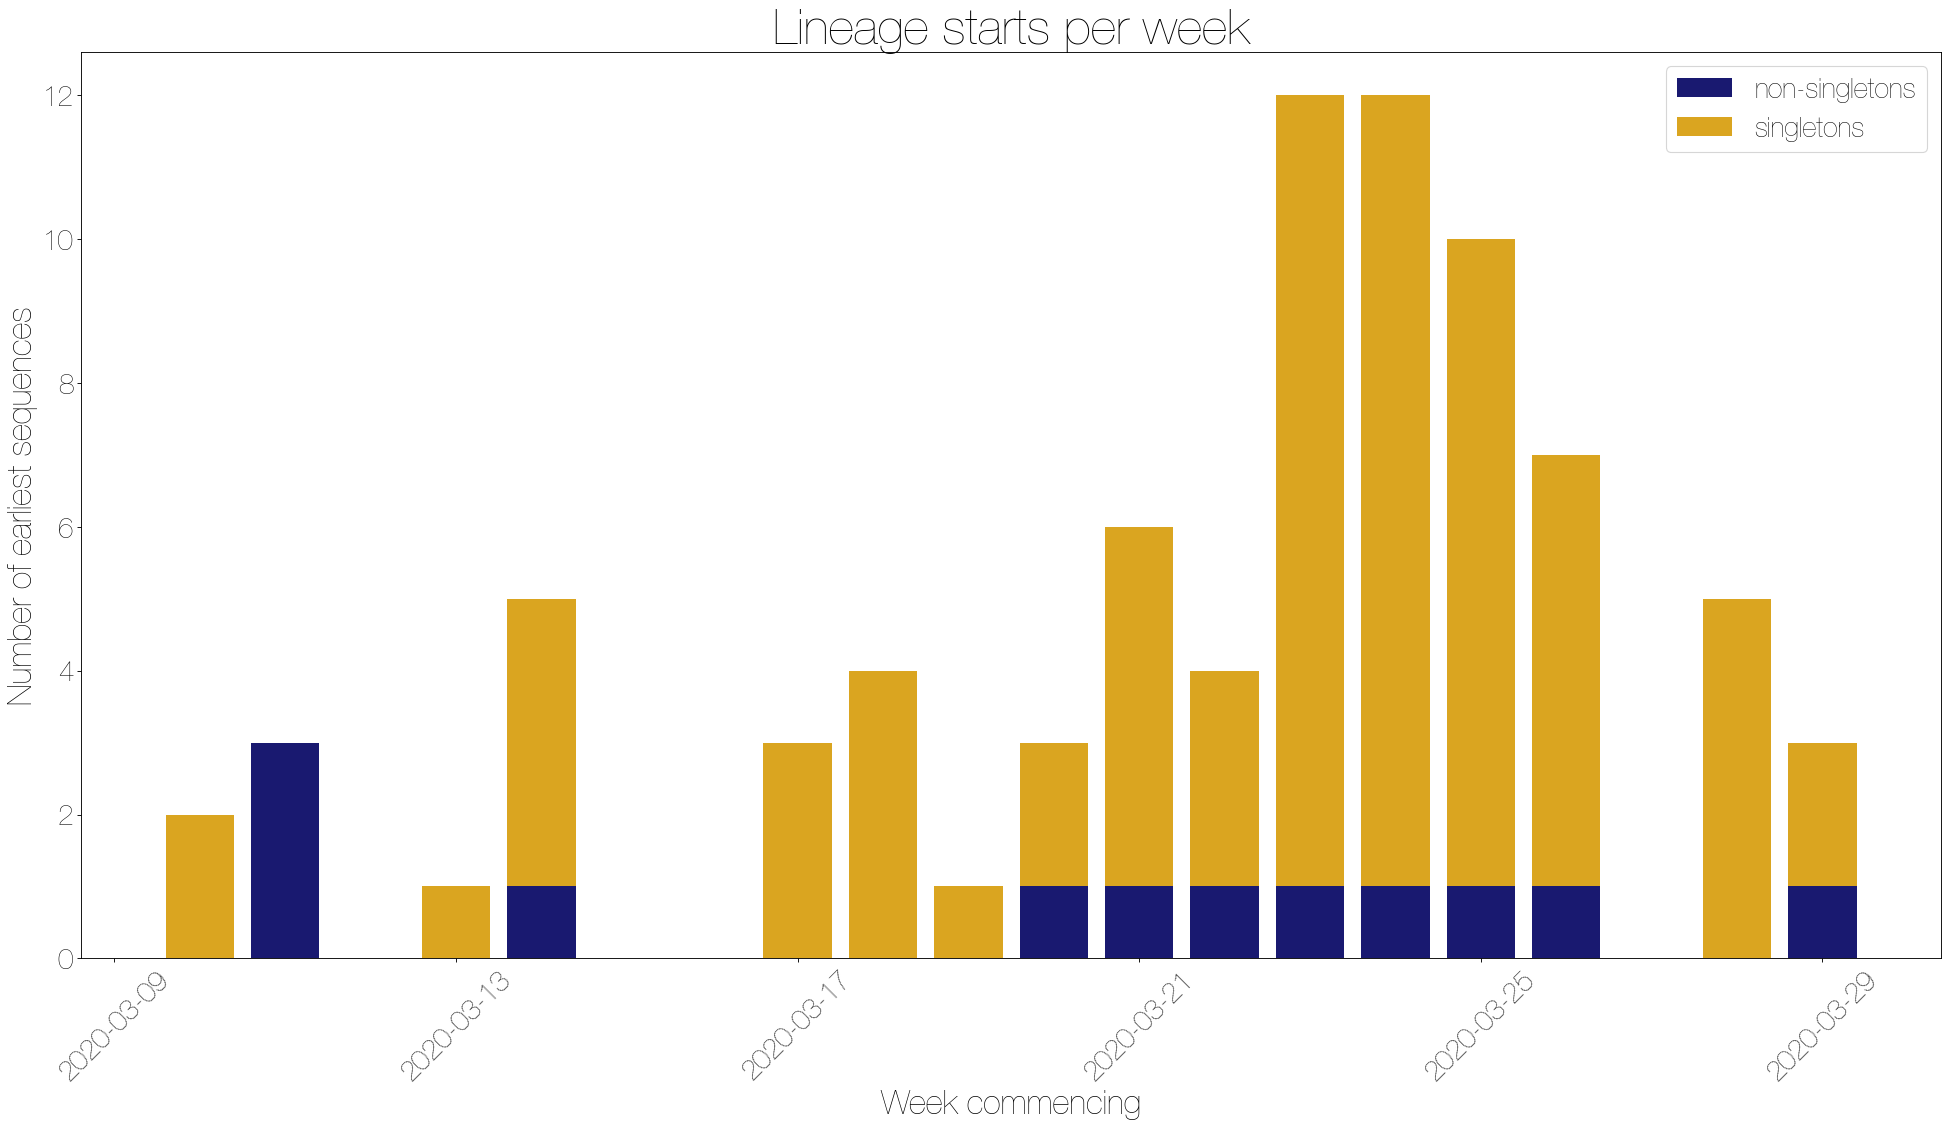 Lineage starts per week
non-singletons
singletons
Number of earliest sequences
12
10
8
6
4
2
0
2020-03-09
2020-03-13
2020-03-17
2020-03-21
2020-03-25
2020-03-29
Week commencing